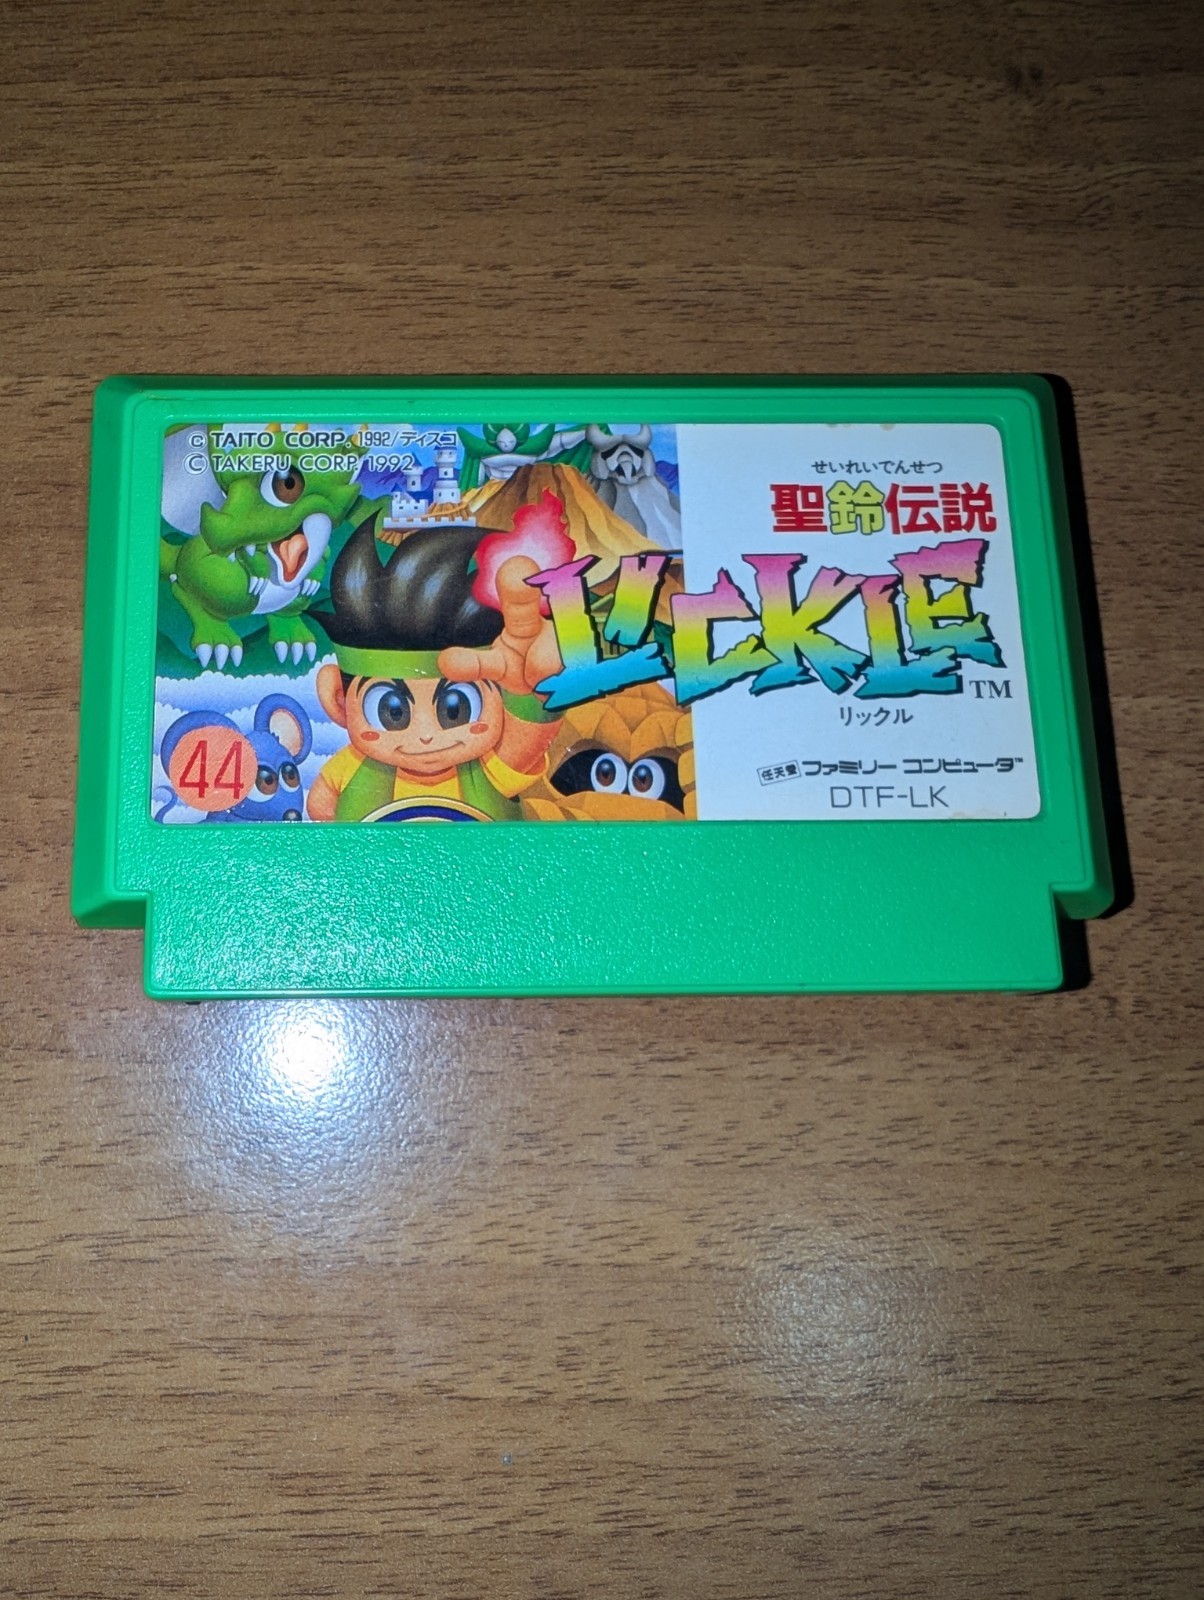 © TAITO CORP. 1992/ディスコ
© TAKERU CORP. 1992
せいれいでんせつ
聖鈴伝説
LICKLE TM
リックル
任天堂 ファミリー コンピュータ™
DTF-LK
44